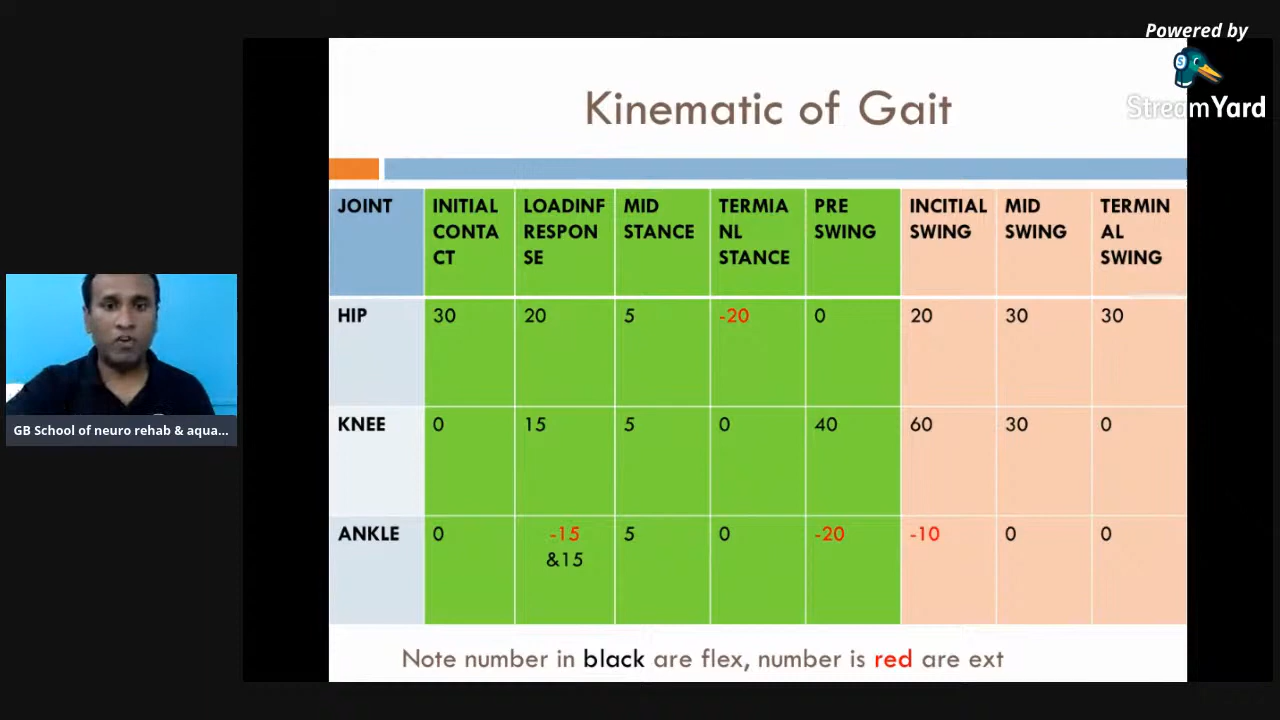 Powered by
StreamYard
Kinematic of Gait
JOINT INITIAL CONTA CT LOADINF RESPON SE MID STANCE TERMIA NL STANCE PRE SWING INCITIAL SWING MID SWING TERMIN AL SWING
HIP 30 20 5 -20 0 20 30 30
KNEE 0 15 5 0 40 60 30 0
ANKLE 0 -15 &15 5 0 -20 -10 0 0
GB School of neuro rehab & aqua...
Note number in black are flex, number is red are ext